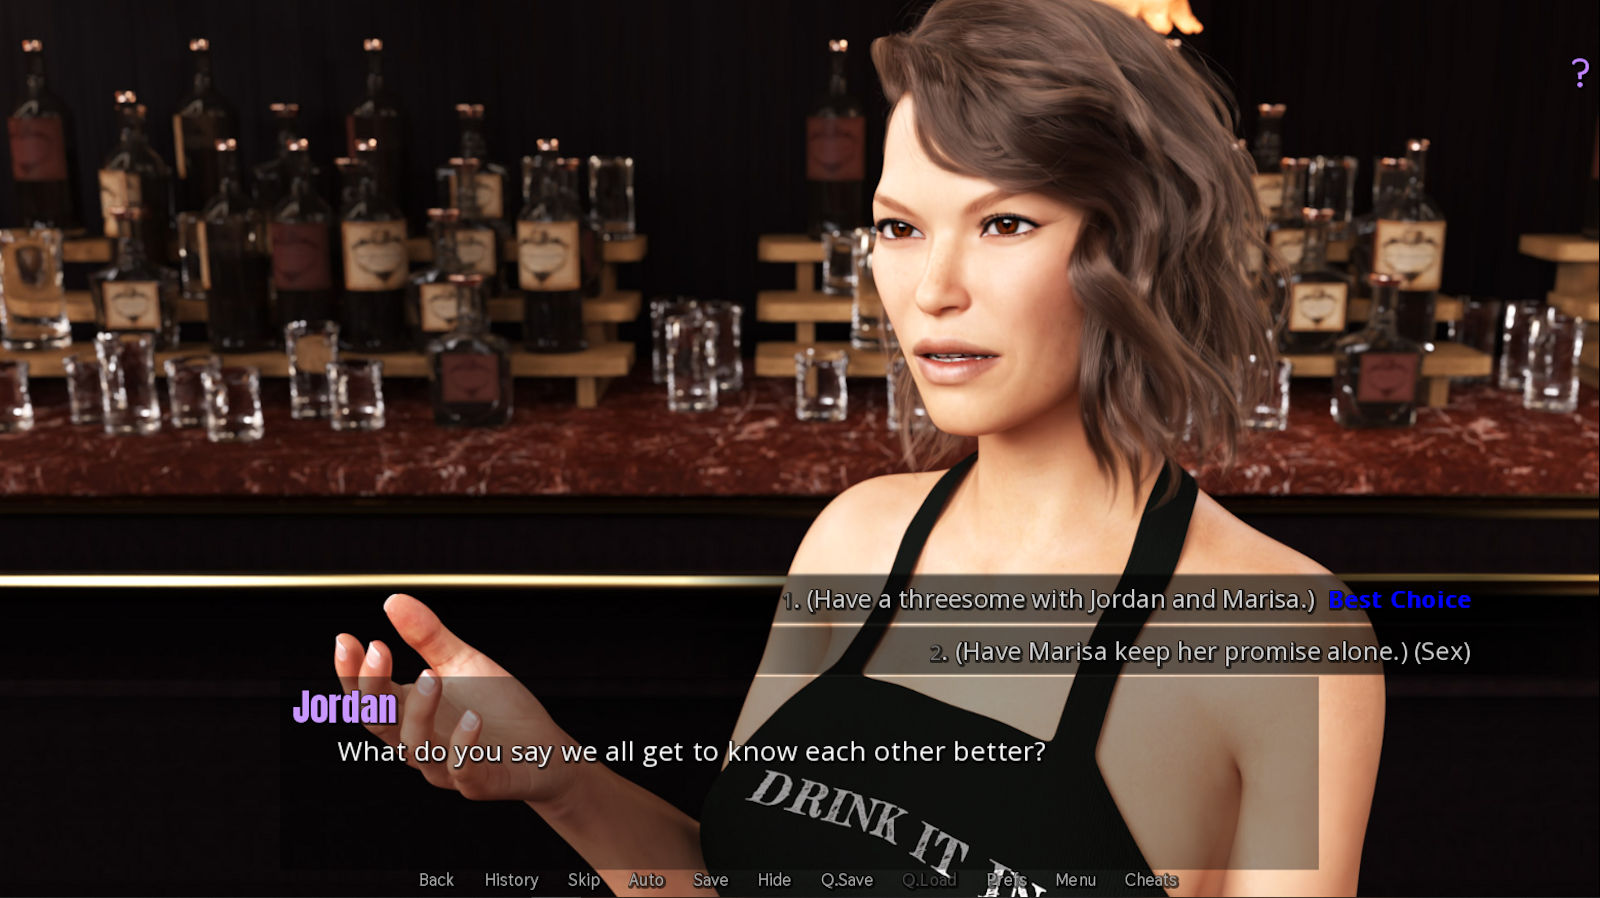 ?
1. (Have a threesome with Jordan and Marisa.) Best Choice
2. (Have Marisa keep her promise alone.) (Sex)
Jordan
What do you say we all get to know each other better?
DRINK IT IN
Back History Skip Auto Save Hide Q.Save Q.Load Prefs Menu Cheats